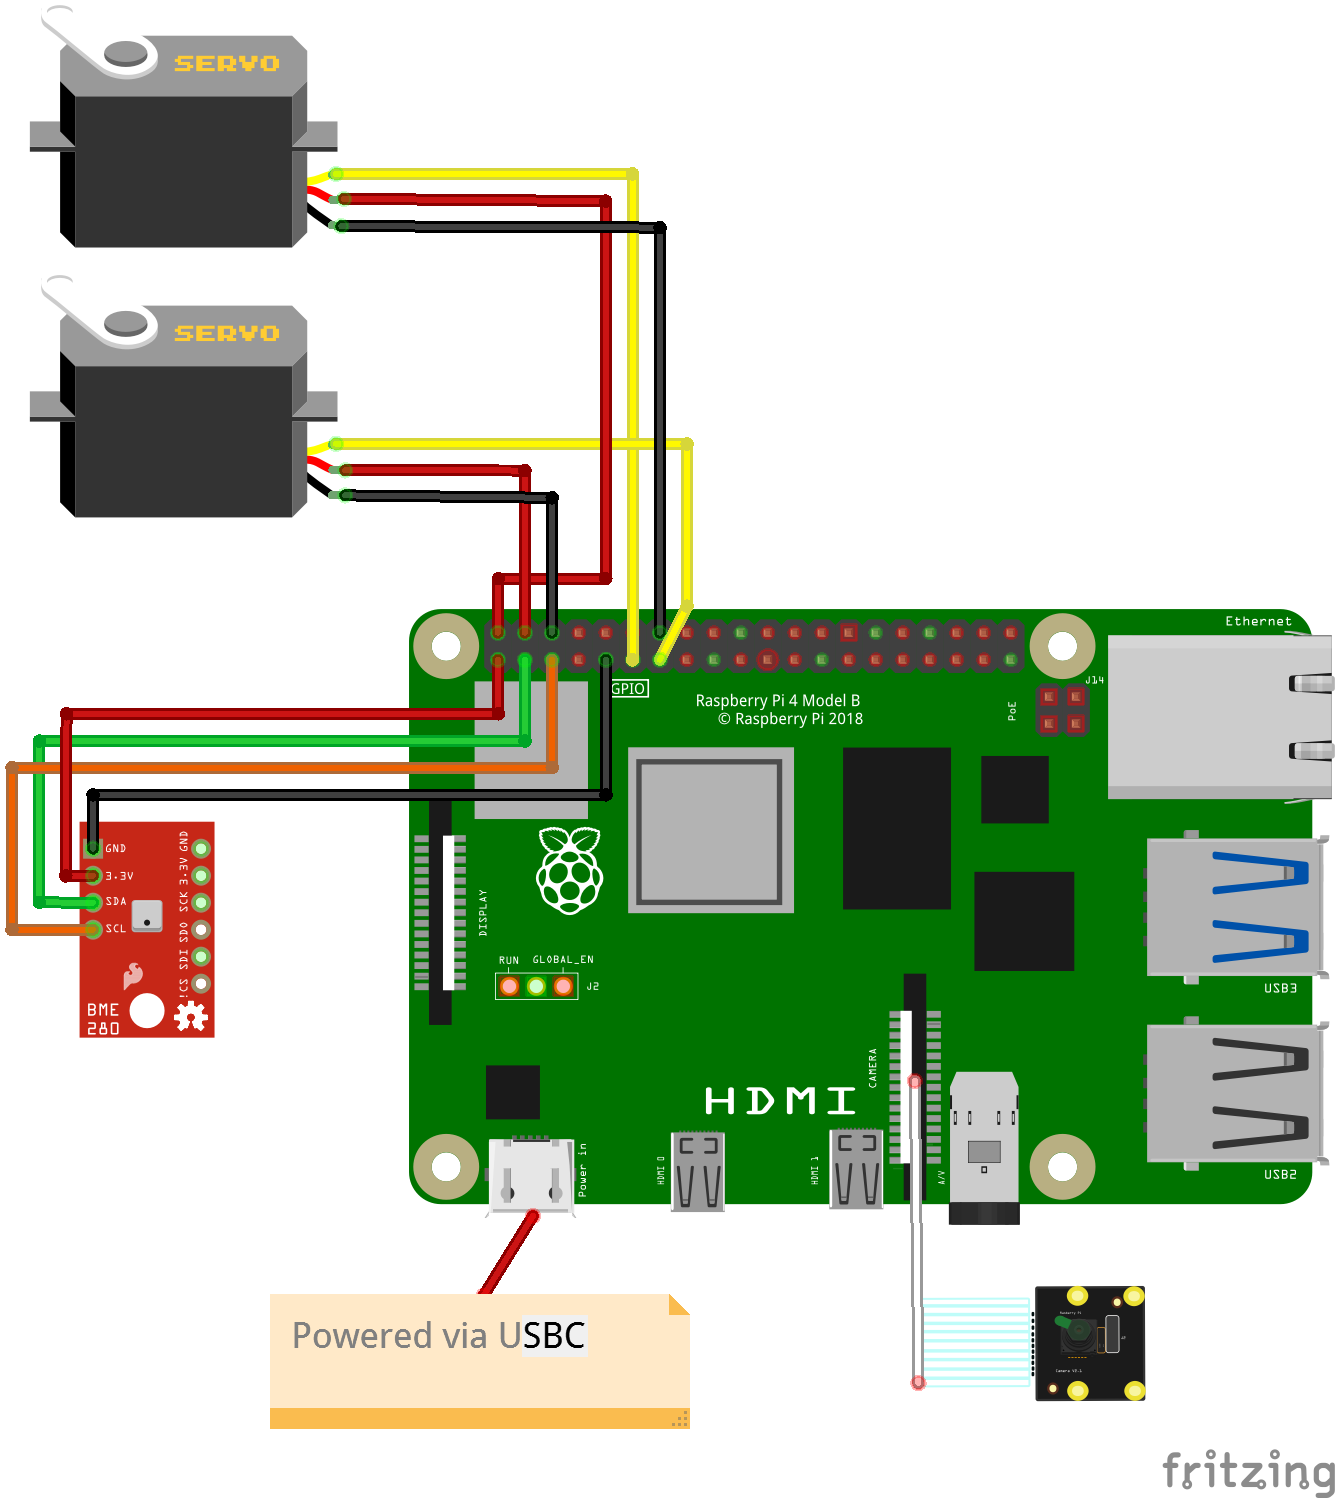 SERVO
SERVO
Ethernet
J14
GPIO
PoE
Raspberry Pi 4 Model B
© Raspberry Pi 2018
GND
3.3V
SDA
SCL
GND
3.3V
SCK
SDO
SDI
!CS
BME
280
DISPLAY
RUN
GLOBAL_EN
J2
USB3
CAMERA
HDMI
Power in
HDMI 0
HDMI 1
A/V
USB2
Powered via USBC
fritzing